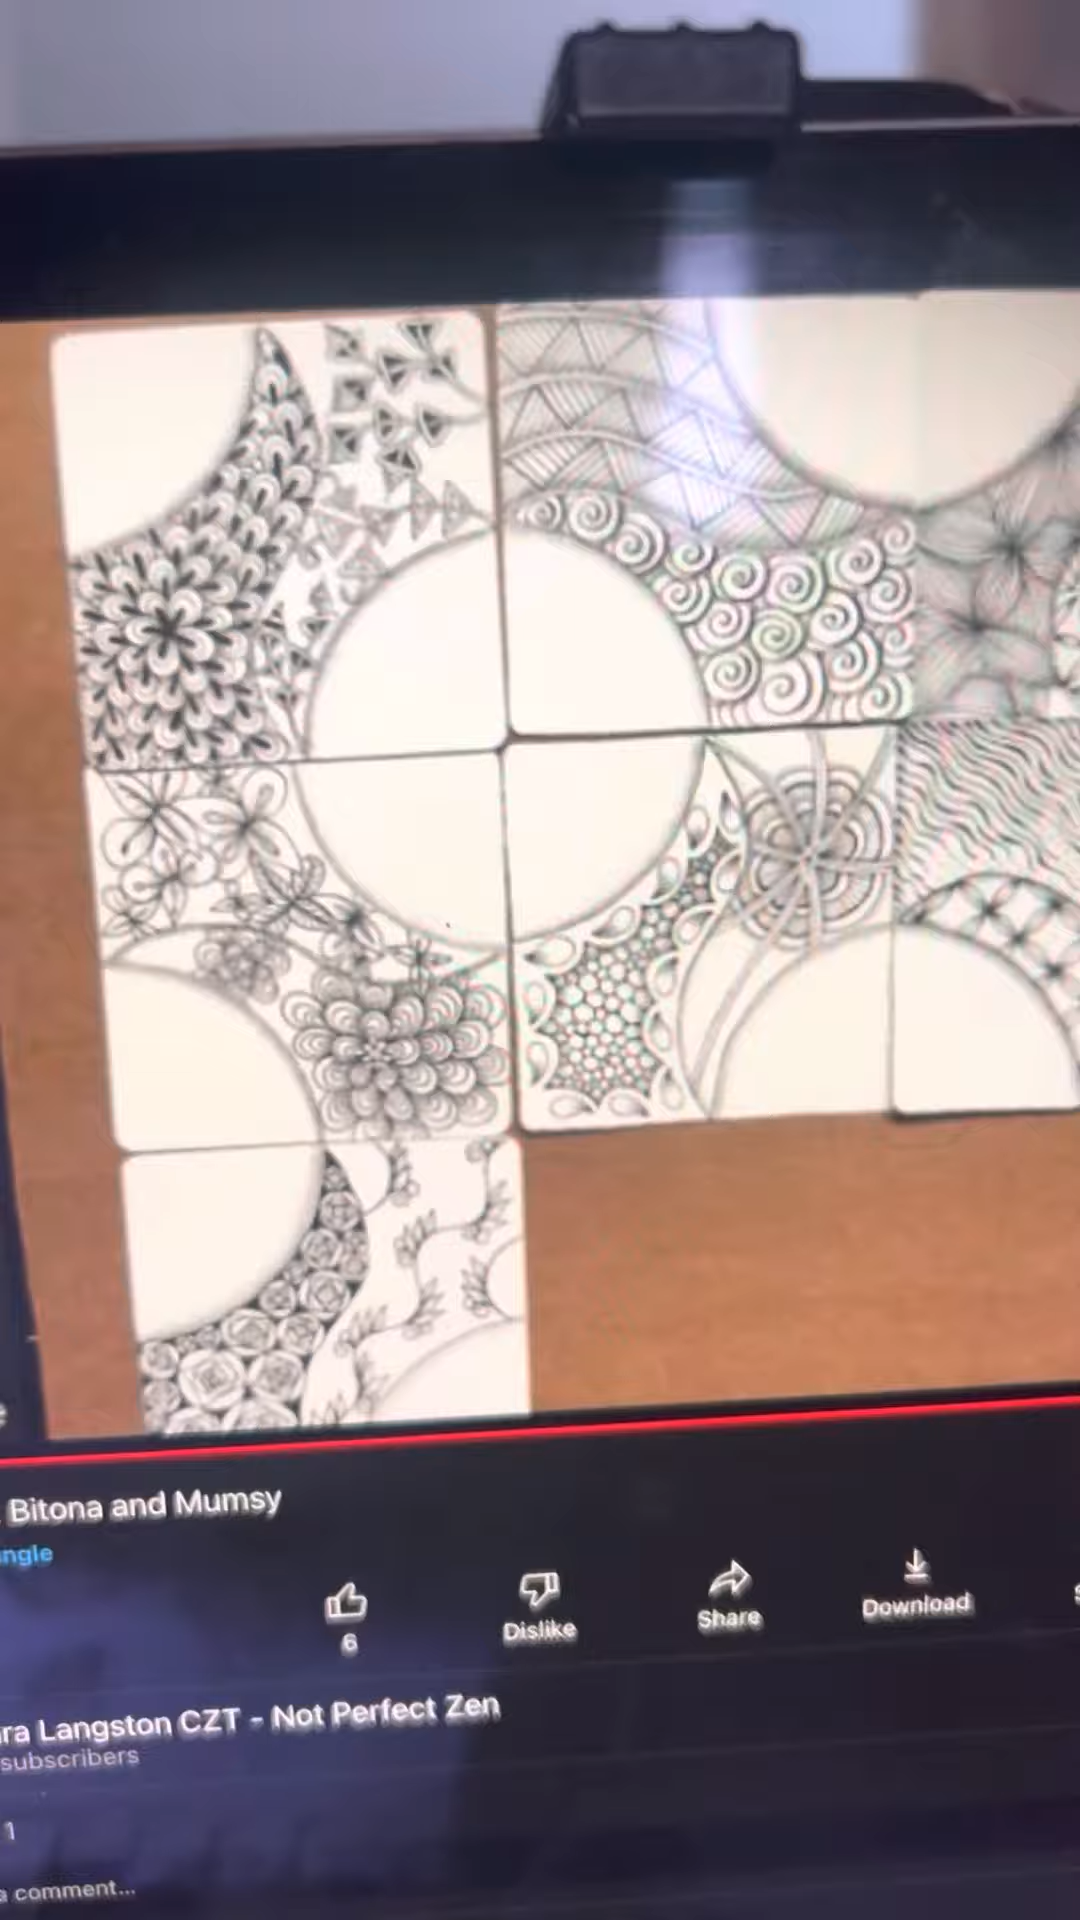 Bitona and Mumsy
ngle
6
Dislike
Share
Download
ra Langston CZT - Not Perfect Zen
subscribers
1
a comment...